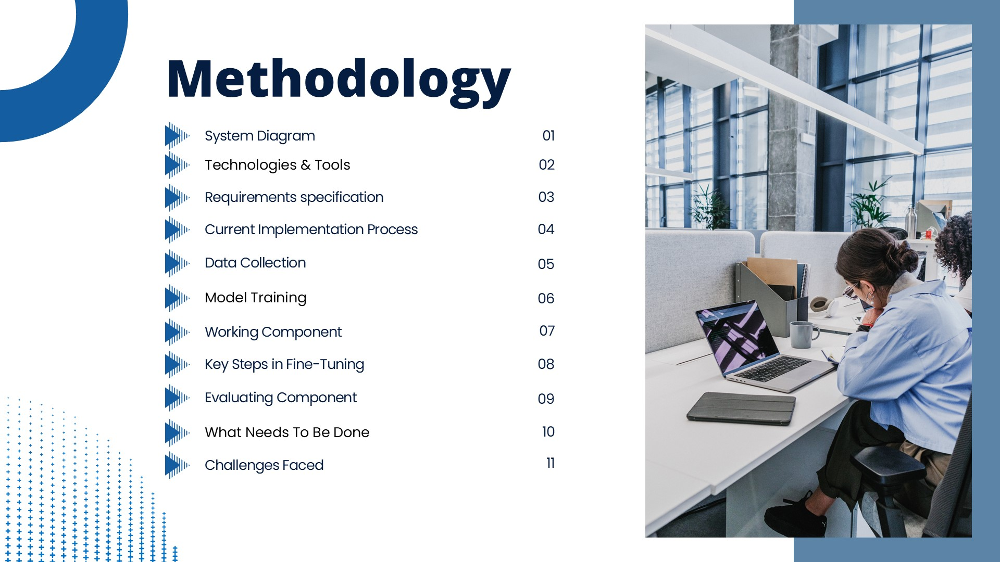 Methodology
System Diagram 01
Technologies & Tools 02
Requirements specification 03
Current Implementation Process 04
Data Collection 05
Model Training 06
Working Component 07
Key Steps in Fine-Tuning 08
Evaluating Component 09
What Needs To Be Done 10
Challenges Faced 11